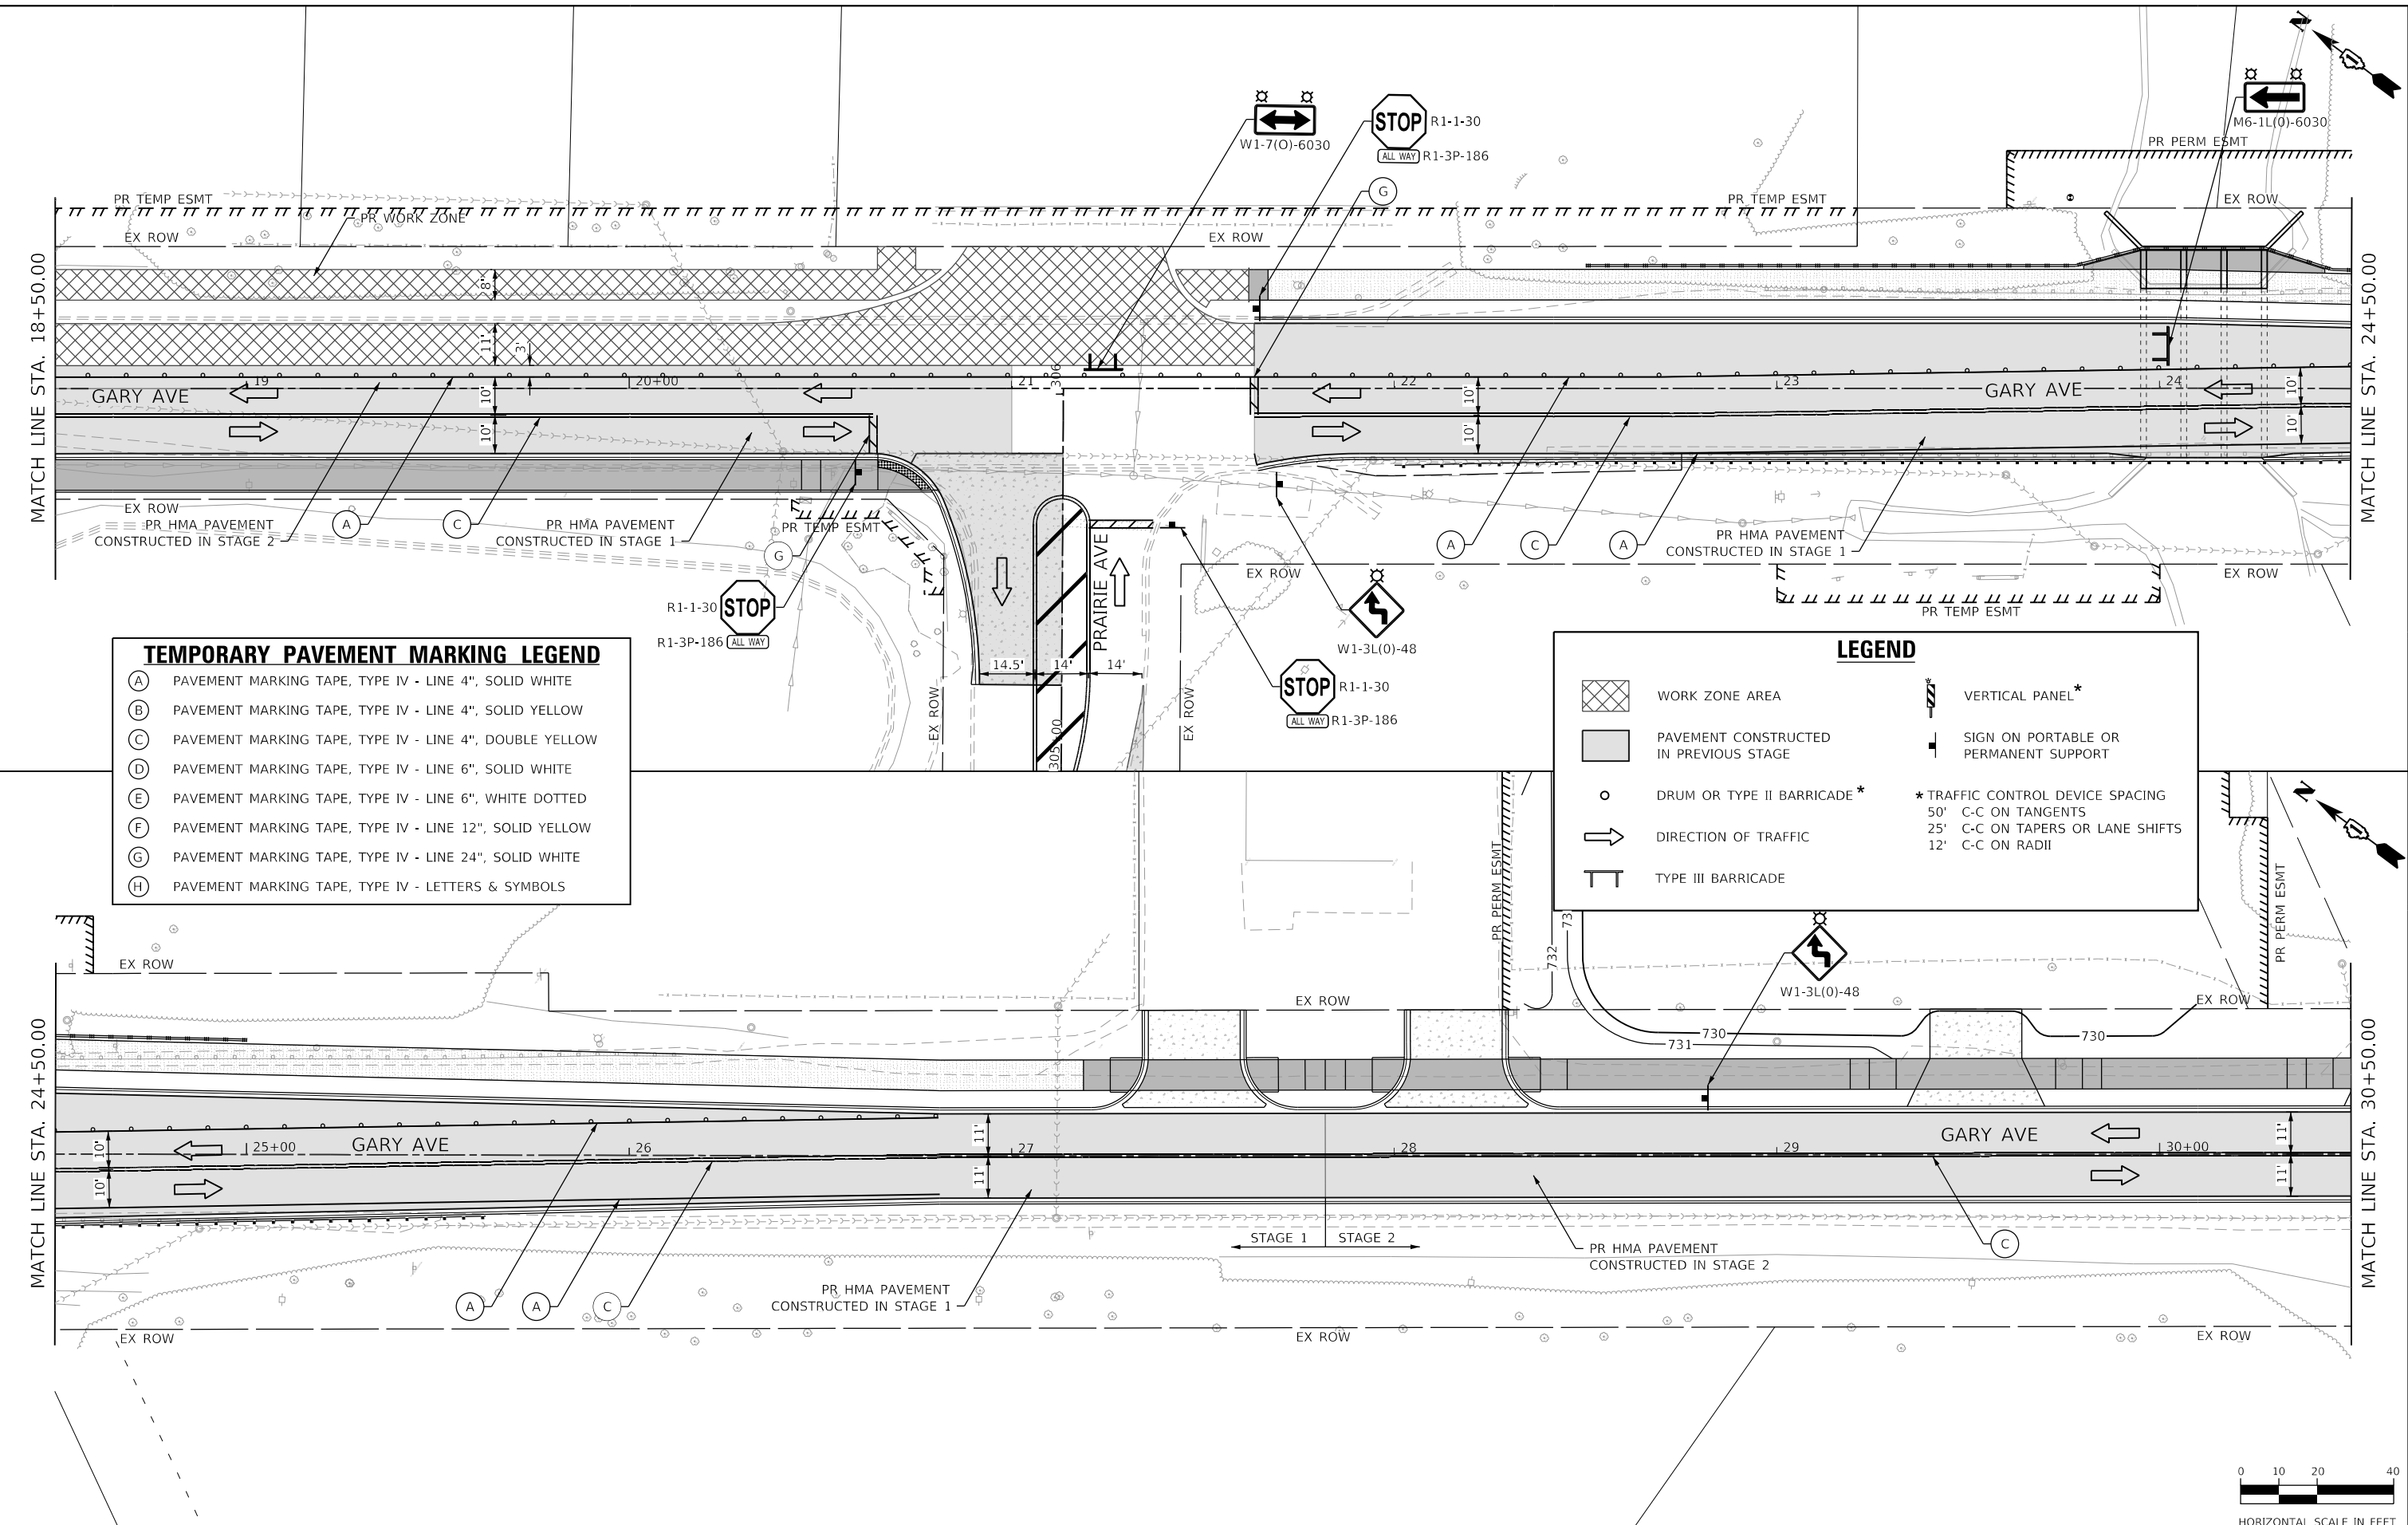 N
W1-7(O)-6030
STOP
R1-1-30
ALL WAY
R1-3P-186
G
M6-1L(0)-6030
PR PERM ESMT
PR TEMP ESMT
PR WORK ZONE
EX ROW
EX ROW
PR TEMP ESMT
EX ROW
MATCH LINE STA. 18+50.00
MATCH LINE STA. 24+50.00
8'
11'
3'
10'
10'
GARY AVE
19
20+00
21
306
22
23
24
GARY AVE
10'
10'
10'
10'
EX ROW
PR HMA PAVEMENT
CONSTRUCTED IN STAGE 2
A
C
PR HMA PAVEMENT
CONSTRUCTED IN STAGE 1
PR TEMP ESMT
G
STOP
R1-1-30
R1-3P-186
ALL WAY
PRAIRIE AVE
14.5'
14'
14'
305+00
EX ROW
EX ROW
EX ROW
W1-3L(0)-48
STOP
R1-1-30
ALL WAY
R1-3P-186
A
C
A
PR HMA PAVEMENT
CONSTRUCTED IN STAGE 1
PR TEMP ESMT
EX ROW
TEMPORARY PAVEMENT MARKING LEGEND
A PAVEMENT MARKING TAPE, TYPE IV - LINE 4", SOLID WHITE
B PAVEMENT MARKING TAPE, TYPE IV - LINE 4", SOLID YELLOW
C PAVEMENT MARKING TAPE, TYPE IV - LINE 4", DOUBLE YELLOW
D PAVEMENT MARKING TAPE, TYPE IV - LINE 6", SOLID WHITE
E PAVEMENT MARKING TAPE, TYPE IV - LINE 6", WHITE DOTTED
F PAVEMENT MARKING TAPE, TYPE IV - LINE 12", SOLID YELLOW
G PAVEMENT MARKING TAPE, TYPE IV - LINE 24", SOLID WHITE
H PAVEMENT MARKING TAPE, TYPE IV - LETTERS & SYMBOLS
LEGEND
WORK ZONE AREA
PAVEMENT CONSTRUCTED
IN PREVIOUS STAGE
DRUM OR TYPE II BARRICADE*
DIRECTION OF TRAFFIC
TYPE III BARRICADE
VERTICAL PANEL*
SIGN ON PORTABLE OR
PERMANENT SUPPORT
* TRAFFIC CONTROL DEVICE SPACING
50' C-C ON TANGENTS
25' C-C ON TAPERS OR LANE SHIFTS
12' C-C ON RADII
N
PR PERM ESMT
PR PERM ESMT
732
73
W1-3L(0)-48
EX ROW
EX ROW
EX ROW
730
731
730
MATCH LINE STA. 24+50.00
MATCH LINE STA. 30+50.00
10'
10'
25+00
GARY AVE
26
11'
11'
27
28
29
GARY AVE
30+00
11'
11'
STAGE 1
STAGE 2
A
A
C
PR HMA PAVEMENT
CONSTRUCTED IN STAGE 1
PR HMA PAVEMENT
CONSTRUCTED IN STAGE 2
C
EX ROW
EX ROW
EX ROW
0 10 20 40
HORIZONTAL SCALE IN FEET